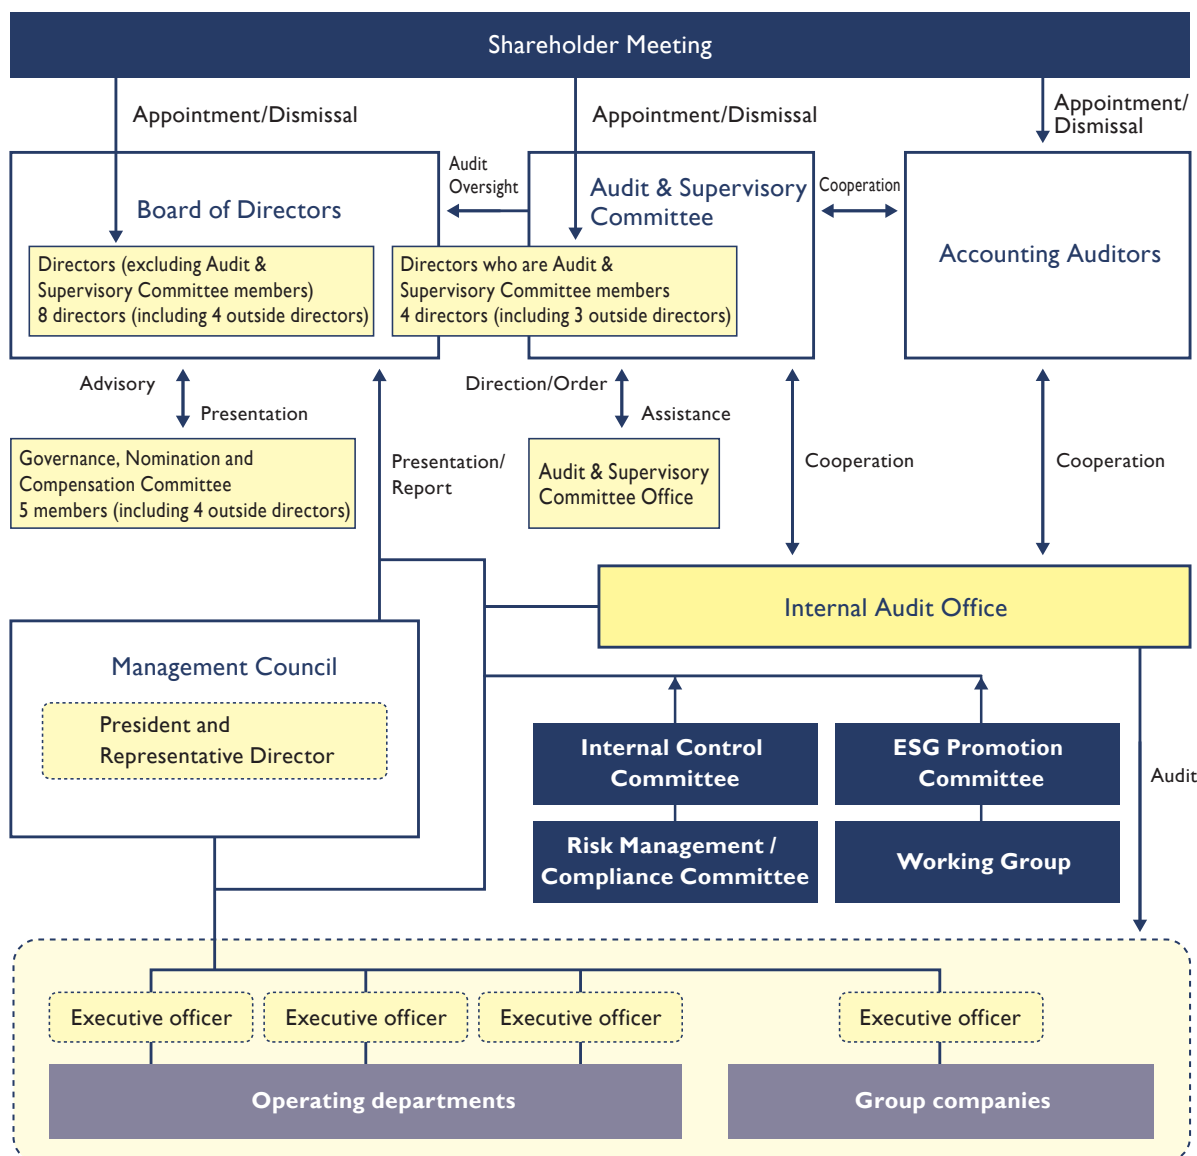 Shareholder Meeting
Appointment/Dismissal
Appointment/Dismissal
Appointment/
Dismissal
Board of Directors
Audit
Oversight
Audit & Supervisory
Committee
Cooperation
Accounting Auditors
Directors (excluding Audit &
Supervisory Committee members)
8 directors (including 4 outside directors)
Directors who are Audit &
Supervisory Committee members
4 directors (including 3 outside directors)
Advisory
Presentation
Direction/Order
Assistance
Governance, Nomination and
Compensation Committee
5 members (including 4 outside directors)
Presentation/
Report
Audit & Supervisory
Committee Office
Cooperation
Cooperation
Internal Audit Office
Management Council
President and
Representative Director
Internal Control
Committee
ESG Promotion
Committee
Audit
Risk Management /
Compliance Committee
Working Group
Executive officer
Executive officer
Executive officer
Executive officer
Operating departments
Group companies